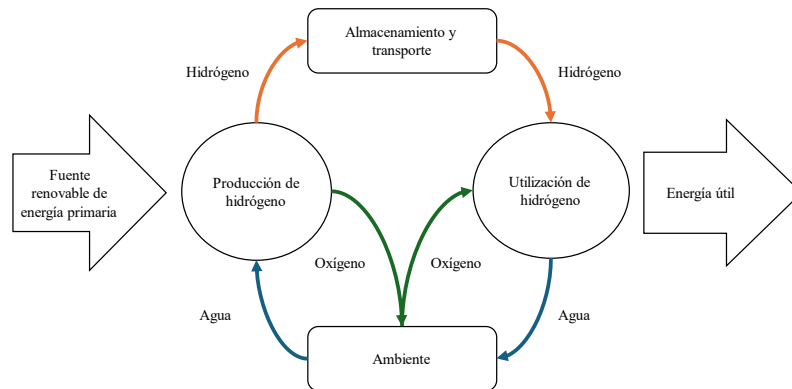 Almacenamiento y
transporte
Hidrógeno
Hidrógeno
Fuente
renovable de
energía primaria
Producción de
hidrógeno
Utilización de
hidrógeno
Energía útil
Oxígeno
Oxígeno
Agua
Agua
Ambiente